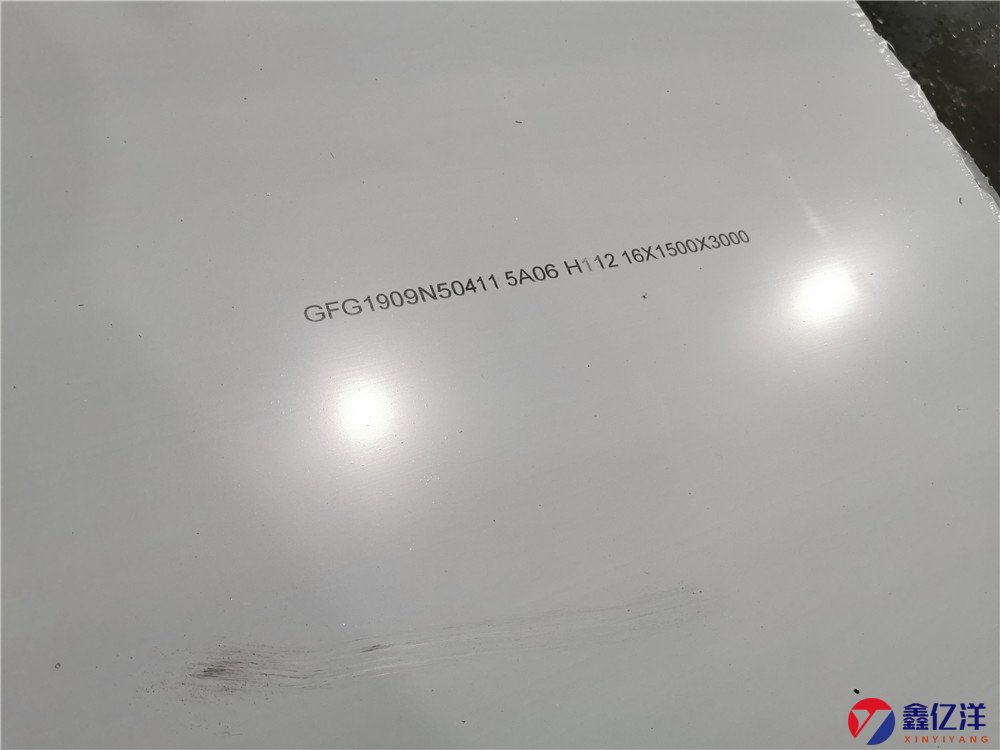 GFG1909N50411 5A06 H112 16X1500X3000
鑫亿洋
XINYIYANG